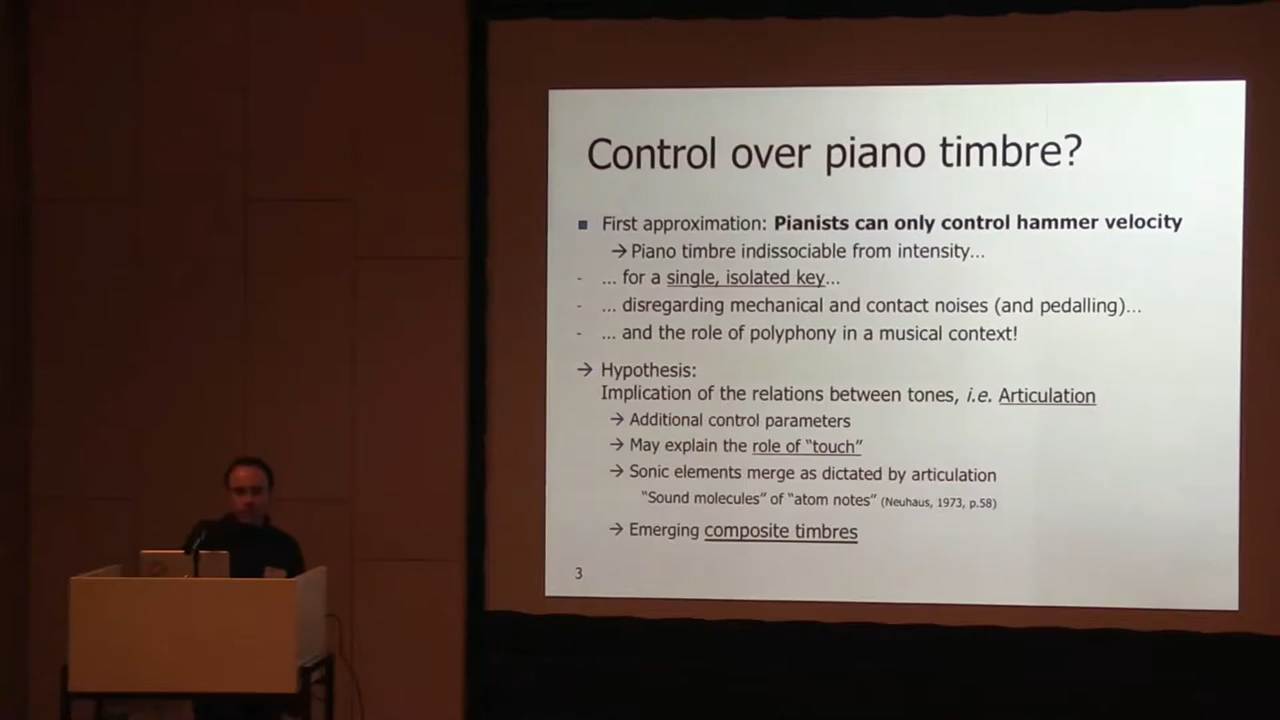 Control over piano timbre?
■ First approximation: Pianists can only control hammer velocity
→ Piano timbre indissociable from intensity…
- … for a single, isolated key…
- … disregarding mechanical and contact noises (and pedalling)…
- … and the role of polyphony in a musical context!
→ Hypothesis:
Implication of the relations between tones, i.e. Articulation
→ Additional control parameters
→ May explain the role of "touch"
→ Sonic elements merge as dictated by articulation
"Sound molecules" of "atom notes" (Neuhaus, 1973, p.58)
→ Emerging composite timbres
3